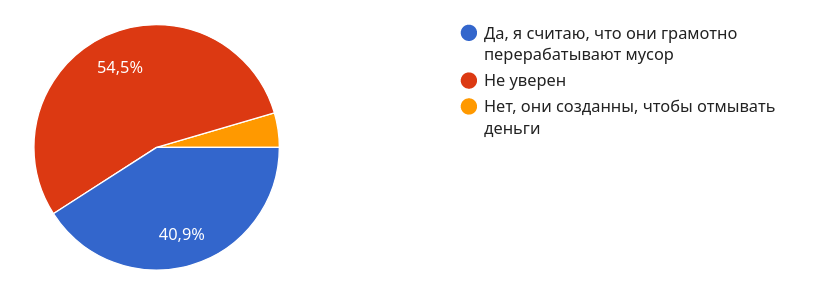 54,5%
40,9%
Да, я считаю, что они грамотно
перерабатывают мусор
Не уверен
Нет, они созданны, чтобы отмывать
деньги